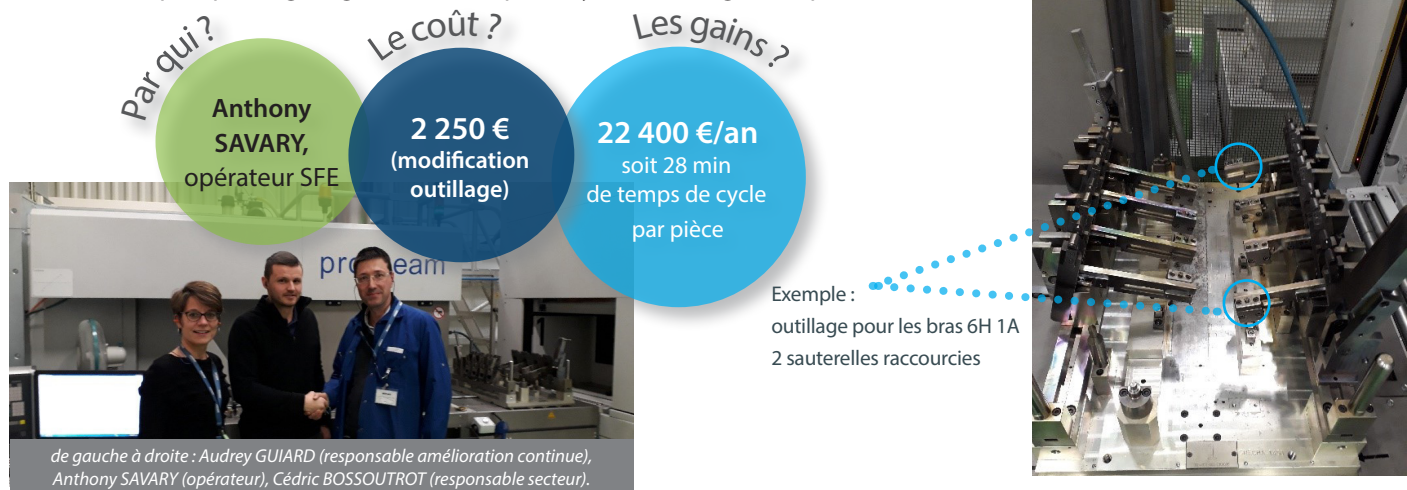 Par qui ?
Le coût ?
Les gains ?
Anthony
SAVARY,
opérateur SFE
2 250 €
(modification
outillage)
22 400 €/an
soit 28 min
de temps de cycle
par pièce
Exemple :
outillage pour les bras 6H 1A
2 sauterelles raccourcies
de gauche à droite : Audrey GUIARD (responsable amélioration continue),
Anthony SAVARY (opérateur), Cédric BOSSOUTROT (responsable secteur).